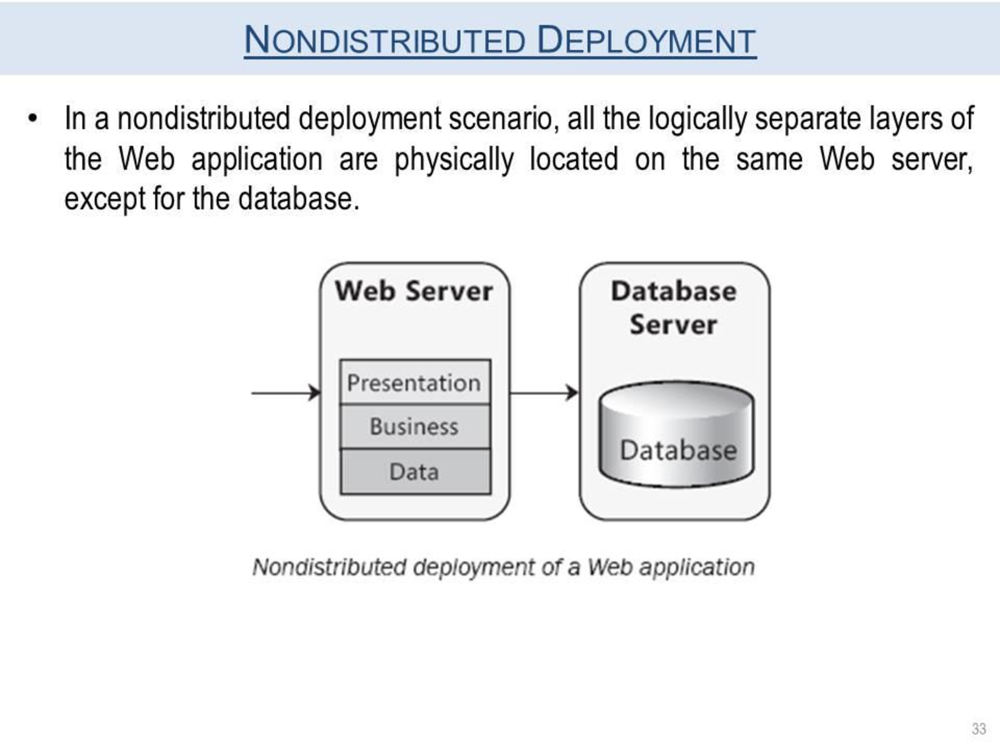 NONDISTRIBUTED DEPLOYMENT
• In a nondistributed deployment scenario, all the logically separate layers of
the Web application are physically located on the same Web server,
except for the database.
Web Server
Presentation
Business
Data
Database
Server
Database
Nondistributed deployment of a Web application
33